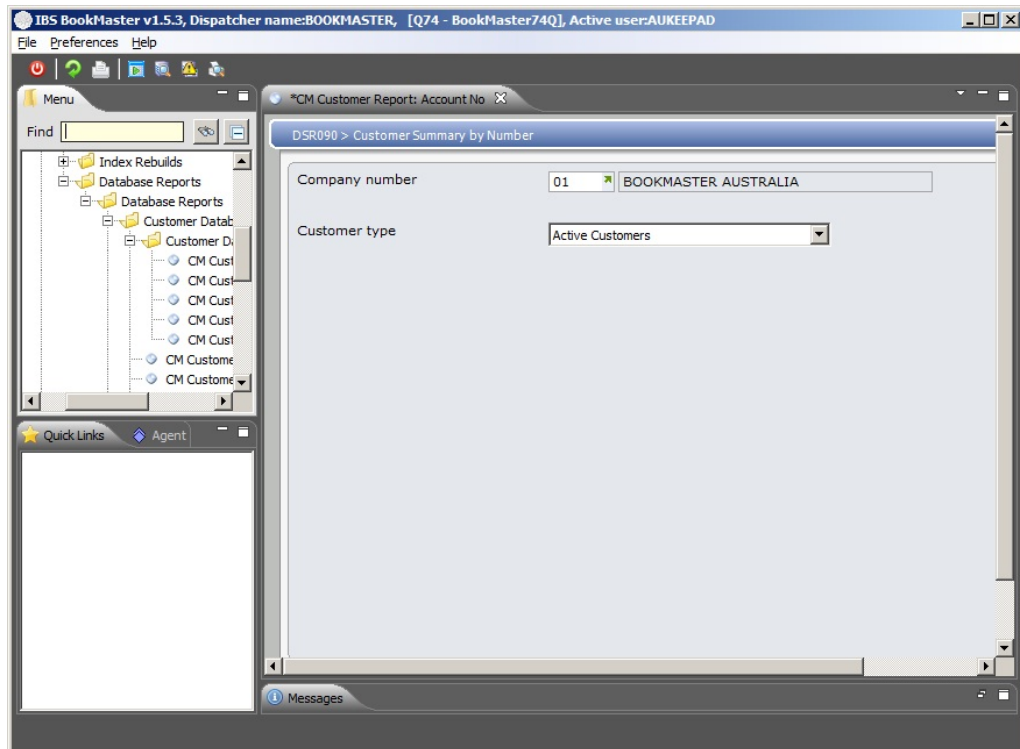 IBS BookMaster v1.5.3, Dispatcher name:BOOKMASTER, [Q74 - BookMaster74Q], Active user:AUKEEPAD
File Preferences Help
Menu
Find
Index Rebuilds
Database Reports
Database Reports
Customer Datab
Customer Da
CM Cust
CM Cust
CM Cust
CM Cust
CM Cust
CM Custome
CM Custome
Quick Links Agent
*CM Customer Report: Account No
DSR090 > Customer Summary by Number
Company number 01 BOOKMASTER AUSTRALIA
Customer type Active Customers
Messages